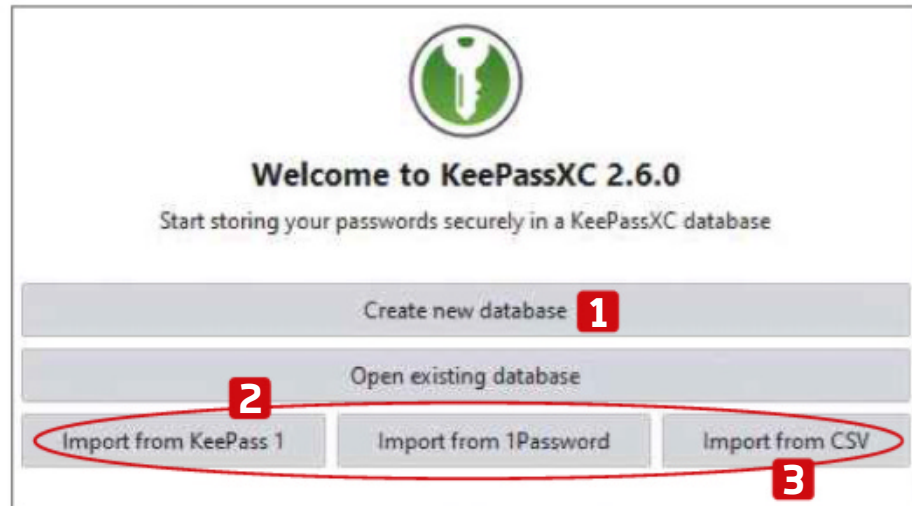 Welcome to KeePassXC 2.6.0
Start storing your passwords securely in a KeePassXC database
Create new database 1
Open existing database
2
Import from KeePass 1 Import from 1Password Import from CSV
3